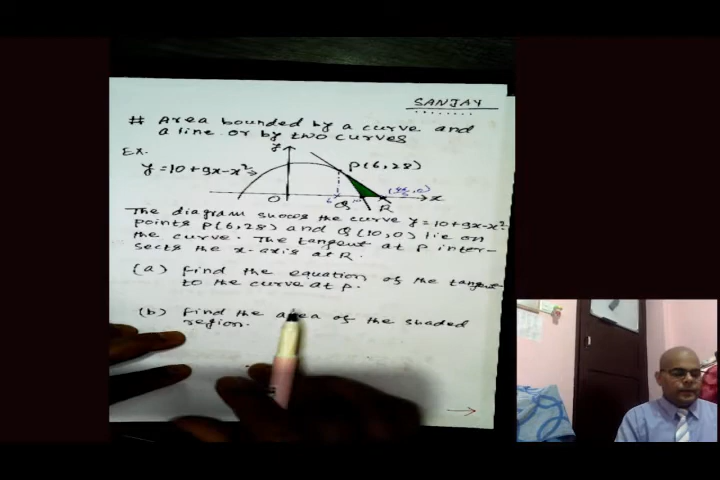 SANJAY
# Area bounded by a curve and
a line or by two curves
Ex.
y = 10 + 9x - x²
y
P(6, 28)
O
6
Q
R
x
The diagram shows the curve y = 10 + 9x - x²
points P(6, 28) and Q(10, 0) lie on
the curve. The tangent at P inter-
sects the x-axis at R.
(a) Find the equation of the tangent
to the curve at P.
(b) Find the area of the shaded
region.